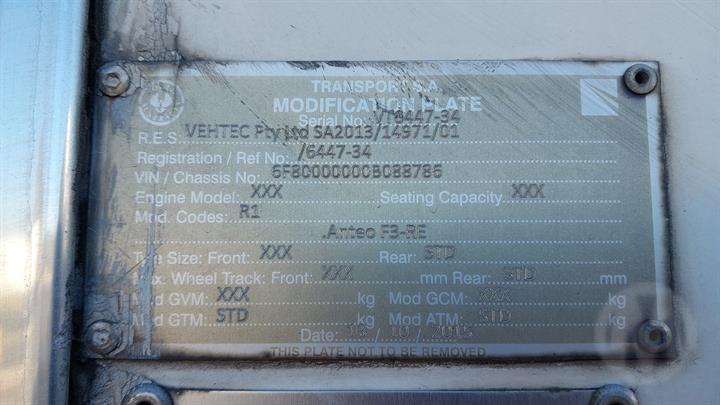 TRANSPORT S.A.
MODIFICATION PLATE
Serial No: VT6447-34
R.E.S. VEHTEC Pty Ltd SA2013/14971/01
Registration / Ref No: /6447-34
VIN / Chassis No: 6F80000000B088786
Engine Model: XXX Seating Capacity XXX
Mod. Codes: R1
Antec F3-RE
Tyre Size: Front: XXX Rear: STD
Max. Wheel Track: Front: XXX mm Rear: STD mm
Mod GVM: XXX kg Mod GCM: XXX kg
Mod GTM: STD kg Mod ATM: STD kg
Date: / 10 / 2015
THIS PLATE NOT TO BE REMOVED